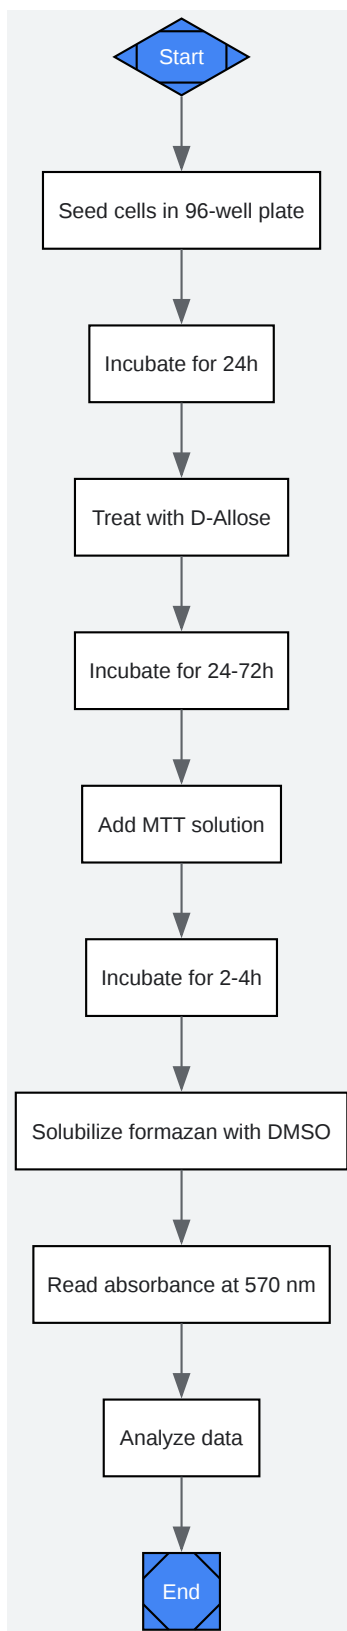 Start
Seed cells in 96-well plate
Incubate for 24h
Treat with D-Allose
Incubate for 24-72h
Add MTT solution
Incubate for 2-4h
Solubilize formazan with DMSO
Read absorbance at 570 nm
Analyze data
End